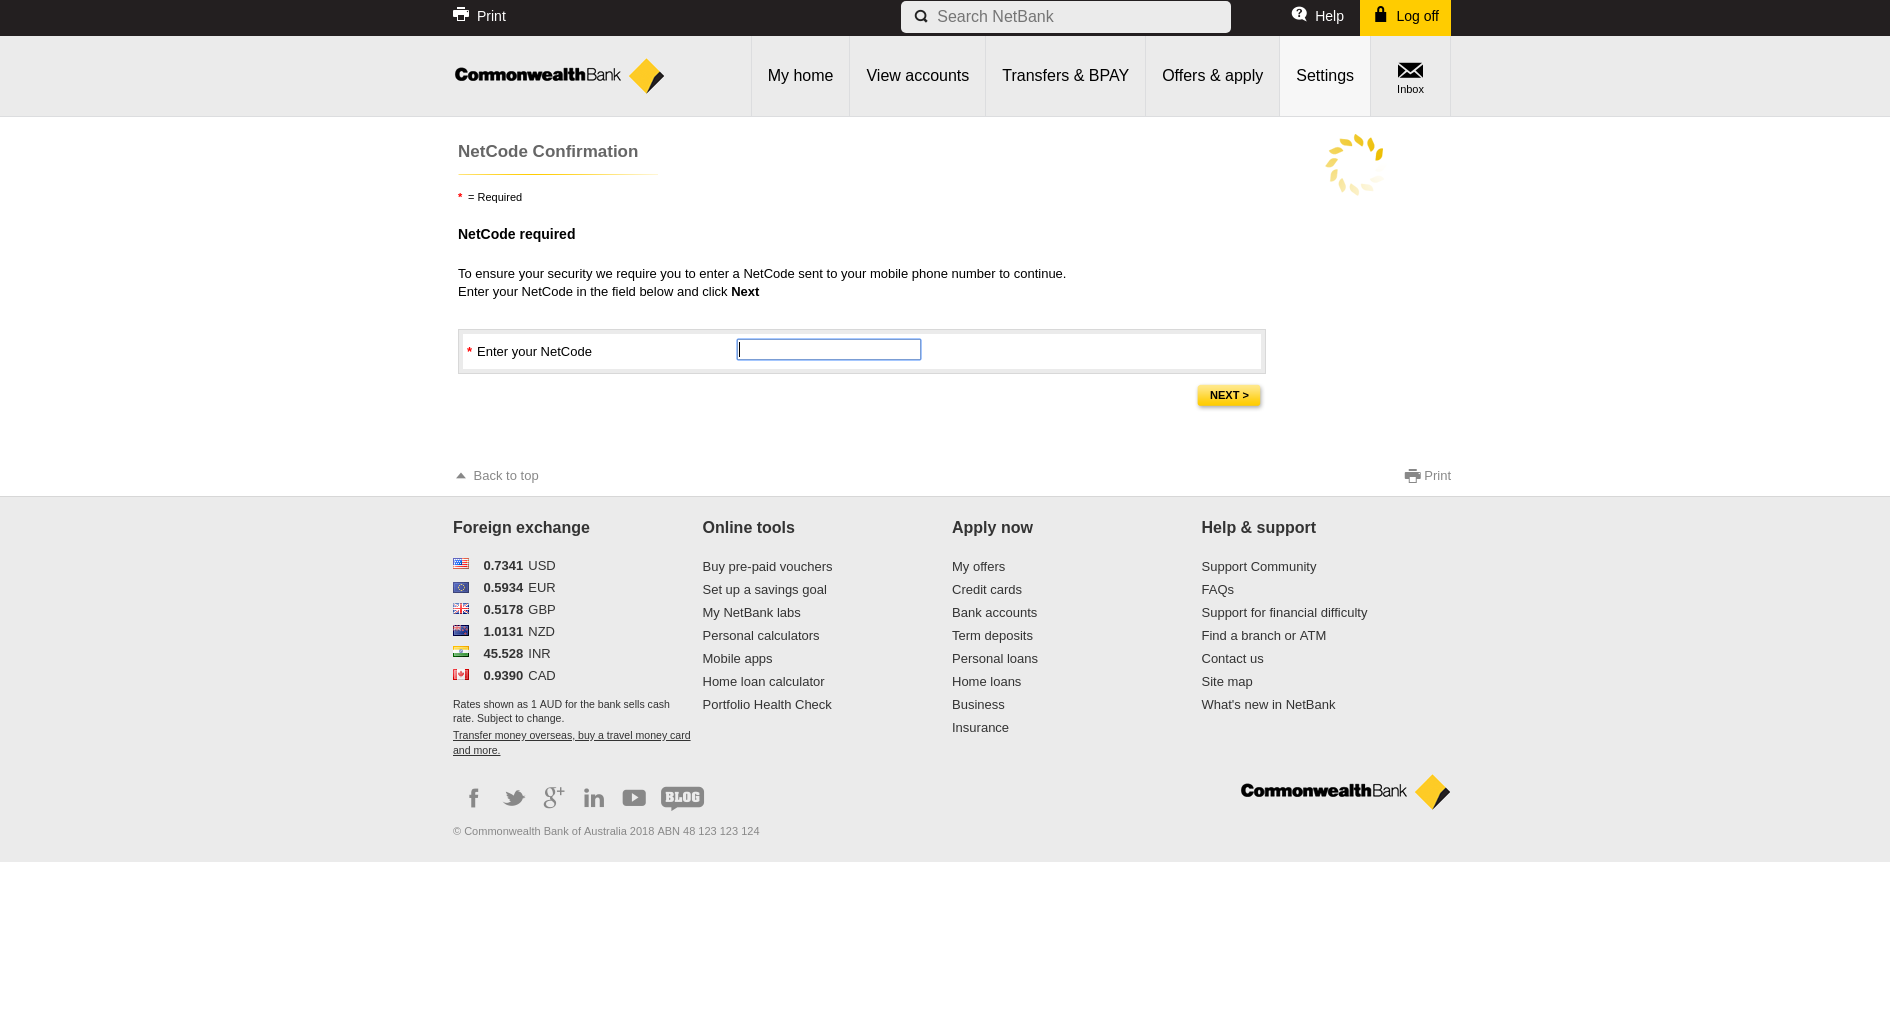 Print
Search NetBank
Help
Log off
CommonwealthBank
My home
View accounts
Transfers & BPAY
Offers & apply
Settings
Inbox
NetCode Confirmation
* = Required
NetCode required
To ensure your security we require you to enter a NetCode sent to your mobile phone number to continue.
Enter your NetCode in the field below and click Next
* Enter your NetCode
NEXT >
Back to top
Print
Foreign exchange
0.7341 USD
0.5934 EUR
0.5178 GBP
1.0131 NZD
45.528 INR
0.9390 CAD
Rates shown as 1 AUD for the bank sells cash
rate. Subject to change.
Transfer money overseas, buy a travel money card
and more.
Online tools
Buy pre-paid vouchers
Set up a savings goal
My NetBank labs
Personal calculators
Mobile apps
Home loan calculator
Portfolio Health Check
Apply now
My offers
Credit cards
Bank accounts
Term deposits
Personal loans
Home loans
Business
Insurance
Help & support
Support Community
FAQs
Support for financial difficulty
Find a branch or ATM
Contact us
Site map
What's new in NetBank
BLOG
CommonwealthBank
© Commonwealth Bank of Australia 2018 ABN 48 123 123 124